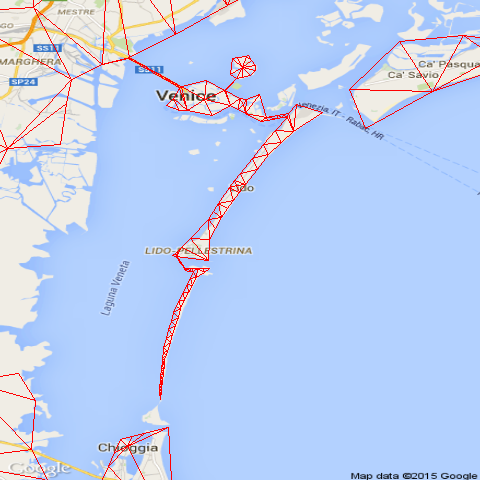 MESTRE
SS11
MARGHERA
SS11
SP24
Venice
Ca' Pasqua
Ca' Savio
Venezia, IT - Rabac, HR
Lido
LIDO-PELLESTRINA
Laguna Veneta
Chioggia
Google
Map data ©2015 Google